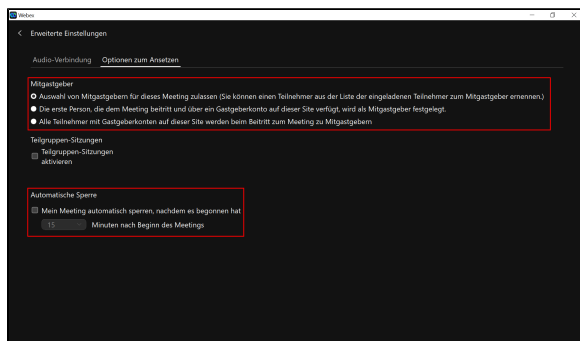 Webex
Erweiterte Einstellungen
Audio-Verbindung Optionen zum Ansetzen
Mitgastgeber
Auswahl von Mitgastgebern für dieses Meeting zulassen (Sie können einen Teilnehmer aus der Liste der eingeladenen Teilnehmer zum Mitgastgeber ernennen.)
Die erste Person, die dem Meeting beitritt und über ein Gastgeberkonto auf dieser Site verfügt, wird als Mitgastgeber festgelegt.
Alle Teilnehmer mit Gastgeberkonten auf dieser Site werden beim Beitritt zum Meeting zu Mitgastgebern
Teilgruppen-Sitzungen
Teilgruppen-Sitzungen
aktivieren
Automatische Sperre
Mein Meeting automatisch sperren, nachdem es begonnen hat
15 Minuten nach Beginn des Meetings